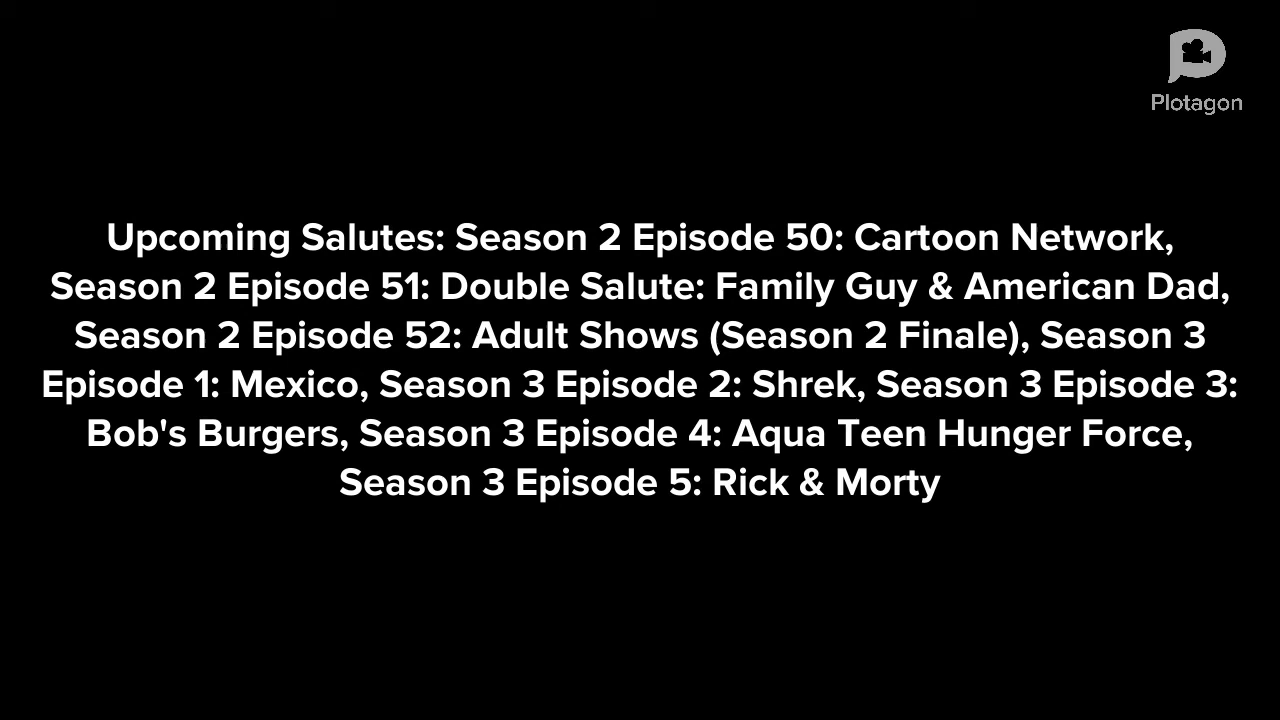 Plotagon
Upcoming Salutes: Season 2 Episode 50: Cartoon Network,
Season 2 Episode 51: Double Salute: Family Guy & American Dad,
Season 2 Episode 52: Adult Shows (Season 2 Finale), Season 3
Episode 1: Mexico, Season 3 Episode 2: Shrek, Season 3 Episode 3:
Bob's Burgers, Season 3 Episode 4: Aqua Teen Hunger Force,
Season 3 Episode 5: Rick & Morty